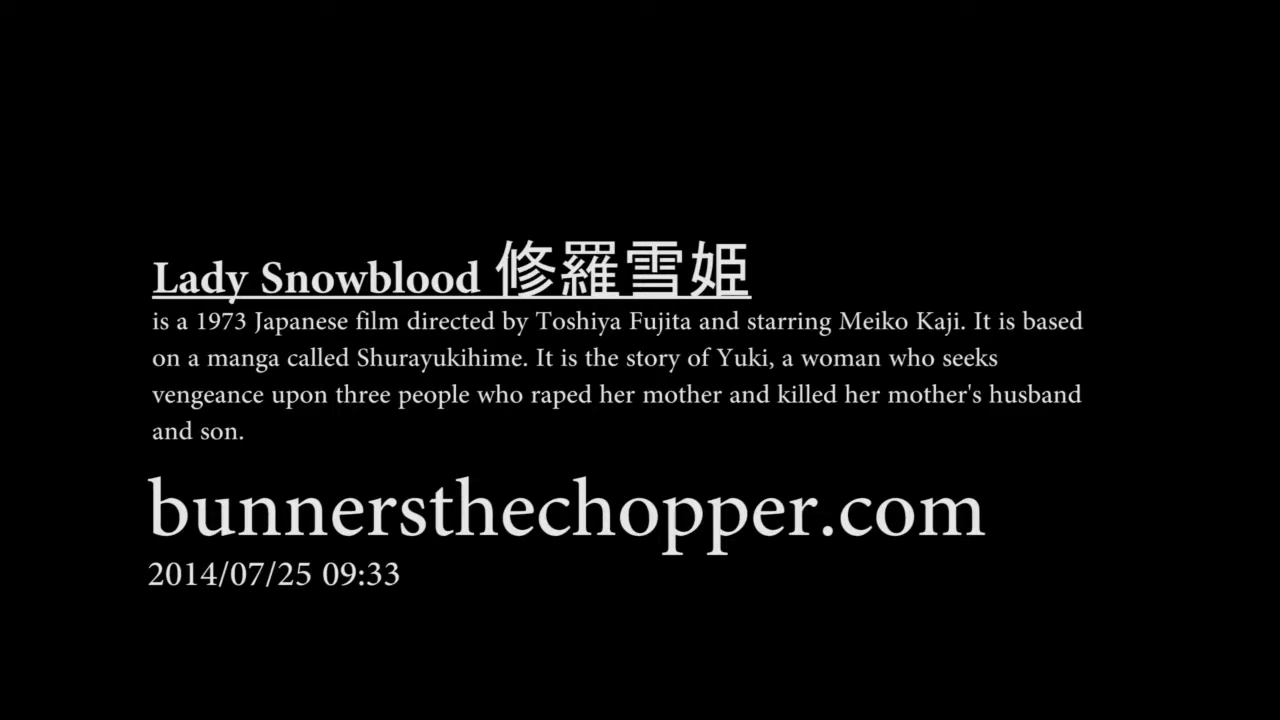 Lady Snowblood 修羅雪姫
is a 1973 Japanese film directed by Toshiya Fujita and starring Meiko Kaji. It is based
on a manga called Shurayukihime. It is the story of Yuki, a woman who seeks
vengeance upon three people who raped her mother and killed her mother's husband
and son.
bunnersthechopper.com
2014/07/25 09:33